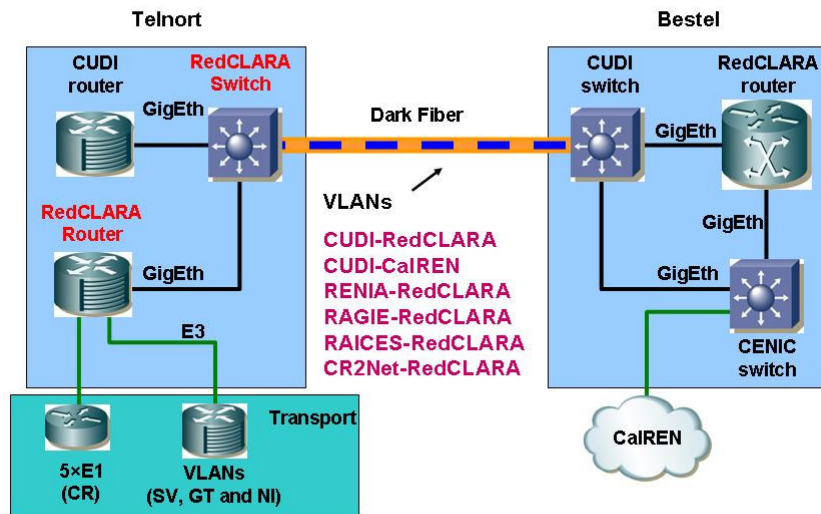 Telnort
CUDI
router
RedCLARA
Switch
GigEth
RedCLARA
Router
GigEth
E3
Transport
5×E1
(CR)
VLANs
(SV, GT and NI)
Dark Fiber
VLANs
CUDI-RedCLARA
CUDI-CalREN
RENIA-RedCLARA
RAGIE-RedCLARA
RAICES-RedCLARA
CR2Net-RedCLARA
Bestel
CUDI
switch
RedCLARA
router
GigEth
GigEth
GigEth
CENIC
switch
CalREN